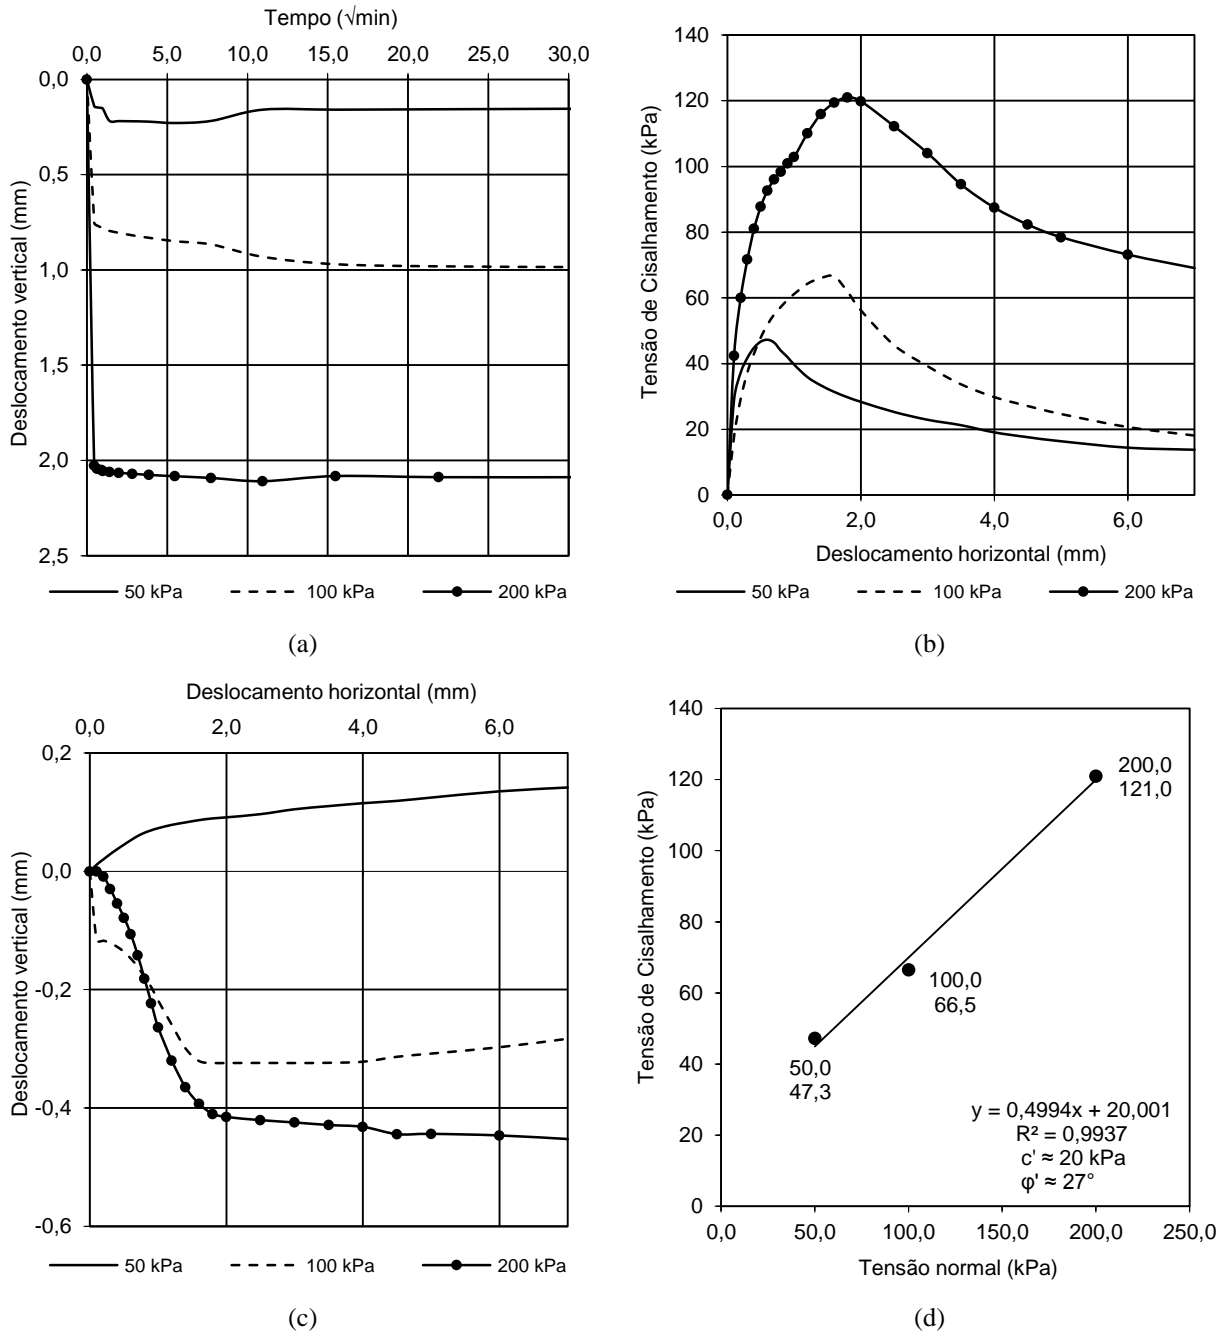 Tempo (√min)
0,0 5,0 10,0 15,0 20,0 25,0 30,0
0,0
0,5
1,0
1,5
2,0
2,5
Deslocamento vertical (mm)
50 kPa 100 kPa 200 kPa
(a)
140
120
100
80
60
40
20
0
Tensão de Cisalhamento (kPa)
0,0 2,0 4,0 6,0
Deslocamento horizontal (mm)
50 kPa 100 kPa 200 kPa
(b)
Deslocamento horizontal (mm)
0,0 2,0 4,0 6,0
0,2
0,0
-0,2
-0,4
-0,6
Deslocamento vertical (mm)
50 kPa 100 kPa 200 kPa
(c)
140
120
100
80
60
40
20
0
Tensão de Cisalhamento (kPa)
200,0
121,0
100,0
66,5
50,0
47,3
y = 0,4994x + 20,001
R² = 0,9937
c' ≈ 20 kPa
φ' ≈ 27°
0,0 50,0 100,0 150,0 200,0 250,0
Tensão normal (kPa)
(d)